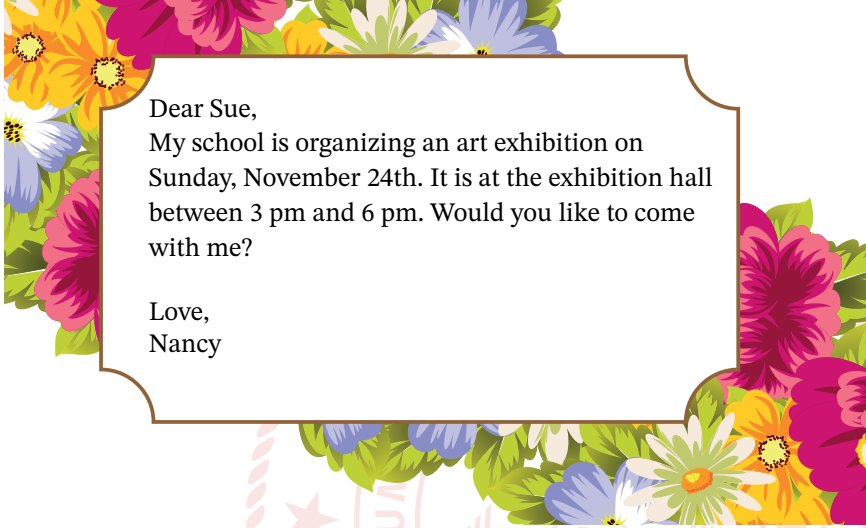 Dear Sue,
My school is organizing an art exhibition on
Sunday, November 24th. It is at the exhibition hall
between 3 pm and 6 pm. Would you like to come
with me?
Love,
Nancy